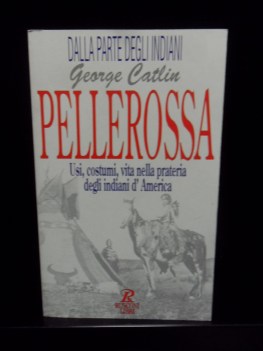 DALLA PARTE DEGLI INDIANI
George Catlin
PELLEROSSA
Usi, costumi, vita nella prateria
degli indiani d'America
R